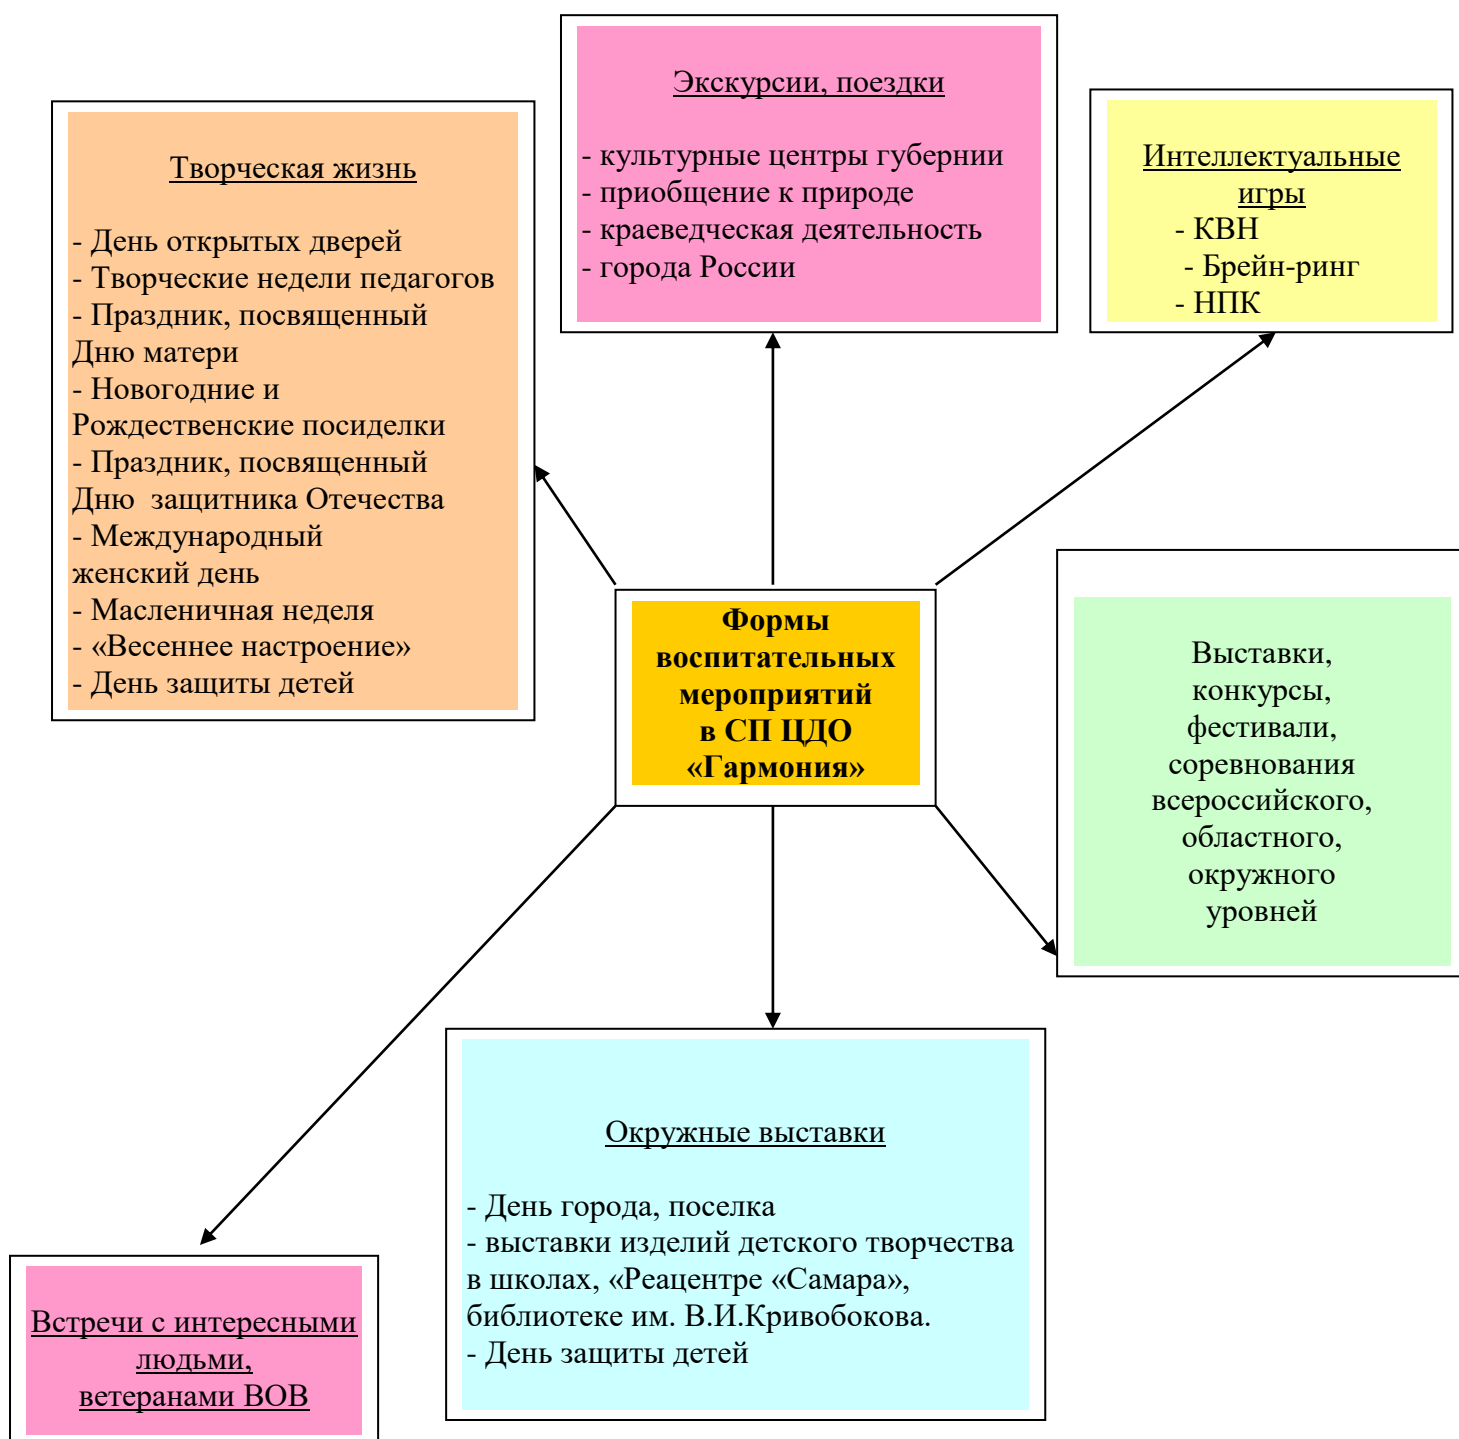 Экскурсии, поездки
- культурные центры губернии
- приобщение к природе
- краеведческая деятельность
- города России
Творческая жизнь
- День открытых дверей
- Творческие недели педагогов
- Праздник, посвященный
Дню матери
- Новогодние и
Рождественские посиделки
- Праздник, посвященный
Дню  защитника Отечества
- Международный
женский день
- Масленичная неделя
- «Весеннее настроение»
- День защиты детей
Интеллектуальные
игры
- КВН
- Брейн-ринг
- НПК
Формы
воспитательных
мероприятий
в СП ЦДО
«Гармония»
Выставки,
конкурсы,
фестивали,
соревнования
всероссийского,
областного,
окружного
уровней
Окружные выставки
- День города, поселка
- выставки изделий детского творчества
в школах, «Реацентре «Самара»,
библиотеке им. В.И.Кривобокова.
- День защиты детей
Встречи с интересными
людьми,
ветеранами ВОВ